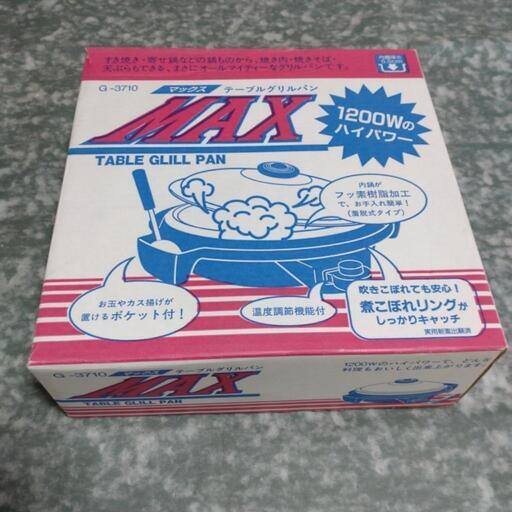 すき焼き・寄せ鍋などの鍋ものから、焼き肉・焼きそば・
天ぷらもできる、まさにオールマイティーなグリルパンです。
G-3710
マックス
テーブルグリルパン
MAX
TABLE GLILL PAN
1200Wの
ハイパワー
内鍋が
フッ素樹脂加工
で、お手入れ簡単!
(着脱式タイプ)
お玉やカス揚げが
置けるポケット付!
温度調節機能付
吹きこぼれても安心!
煮こぼれリングが
しっかりキャッチ
実用新案出願済
G-3710
マックス
テーブルグリルパン
MAX
TABLE GLILL PAN
1200Wのハイパワーで、どんな
料理もおいしく出来上がります。